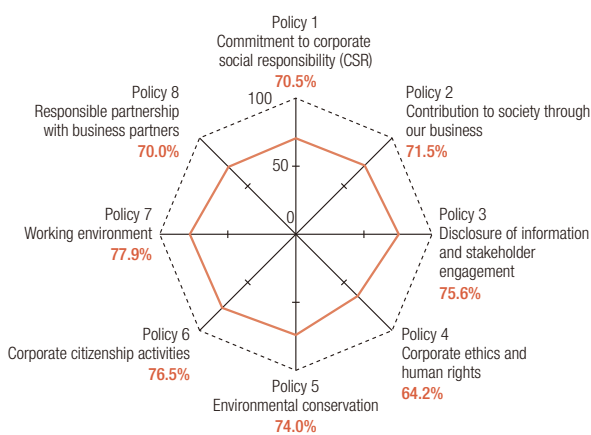 Policy 1
Commitment to corporate
social responsibility (CSR)
70.5%
Policy 2
Contribution to society through
our business
71.5%
Policy 3
Disclosure of information
and stakeholder
engagement
75.6%
Policy 4
Corporate ethics and
human rights
64.2%
Policy 5
Environmental conservation
74.0%
Policy 6
Corporate citizenship activities
76.5%
Policy 7
Working environment
77.9%
Policy 8
Responsible partnership
with business partners
70.0%
100
50
0